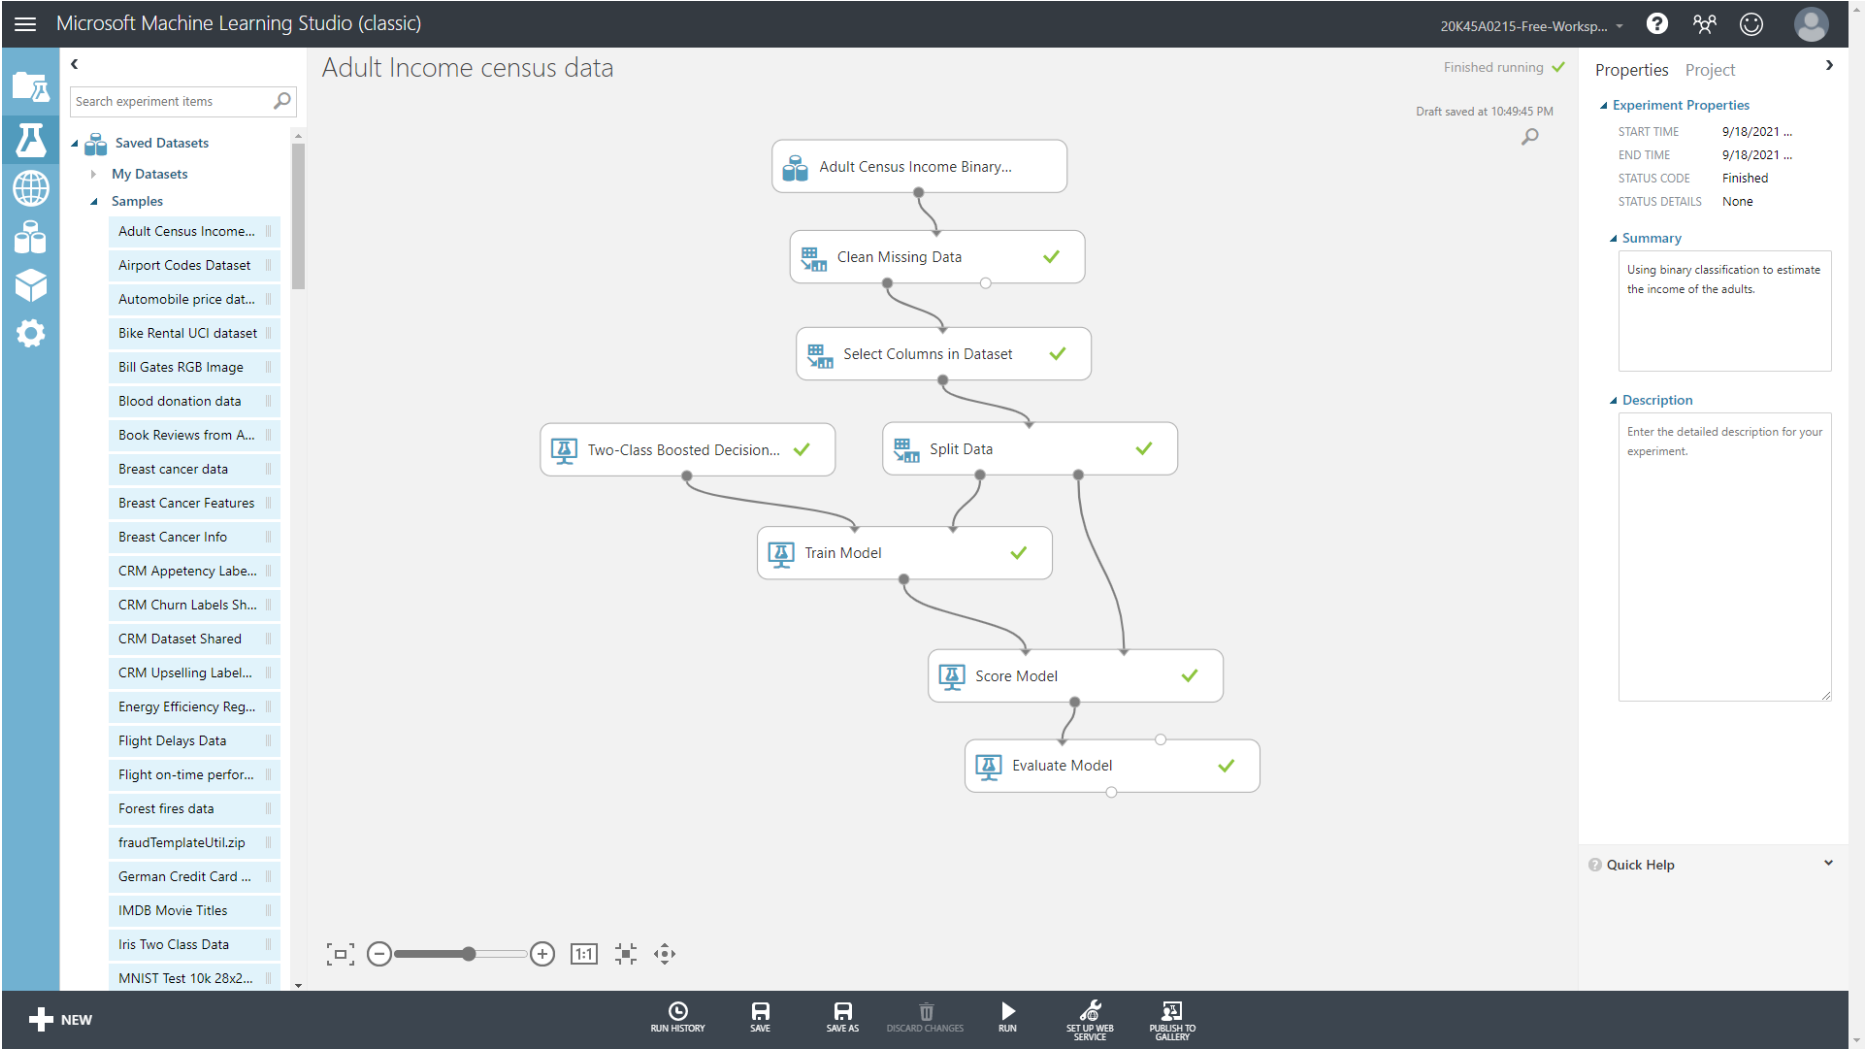 Microsoft Machine Learning Studio (classic)
20K45A0215-Free-Worksp...
Search experiment items
Saved Datasets
My Datasets
Samples
Adult Census Income...
Airport Codes Dataset
Automobile price dat...
Bike Rental UCI dataset
Bill Gates RGB Image
Blood donation data
Book Reviews from A...
Breast cancer data
Breast Cancer Features
Breast Cancer Info
CRM Appetency Labe...
CRM Churn Labels Sh...
CRM Dataset Shared
CRM Upselling Label...
Energy Efficiency Reg...
Flight Delays Data
Flight on-time perfor...
Forest fires data
fraudTemplateUtil.zip
German Credit Card ...
IMDB Movie Titles
Iris Two Class Data
MNIST Test 10k 28x2...
Adult Income census data
Finished running
Draft saved at 10:49:45 PM
Adult Census Income Binary...
Clean Missing Data
Select Columns in Dataset
Two-Class Boosted Decision...
Split Data
Train Model
Score Model
Evaluate Model
1:1
Properties Project
Experiment Properties
START TIME 9/18/2021 ...
END TIME 9/18/2021 ...
STATUS CODE Finished
STATUS DETAILS None
Summary
Using binary classification to estimate
the income of the adults.
Description
Enter the detailed description for your
experiment.
Quick Help
NEW
RUN HISTORY
SAVE
SAVE AS
DISCARD CHANGES
RUN
SET UP WEB
SERVICE
PUBLISH TO
GALLERY